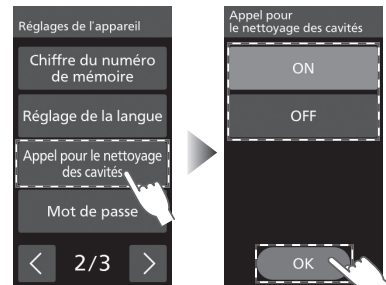 Réglages de l'appareil
Chiffre du numéro
de mémoire
Réglage de la langue
Appel pour le nettoyage
des cavités
Mot de passe
2/3
Appel pour
le nettoyage des cavités
ON
OFF
OK